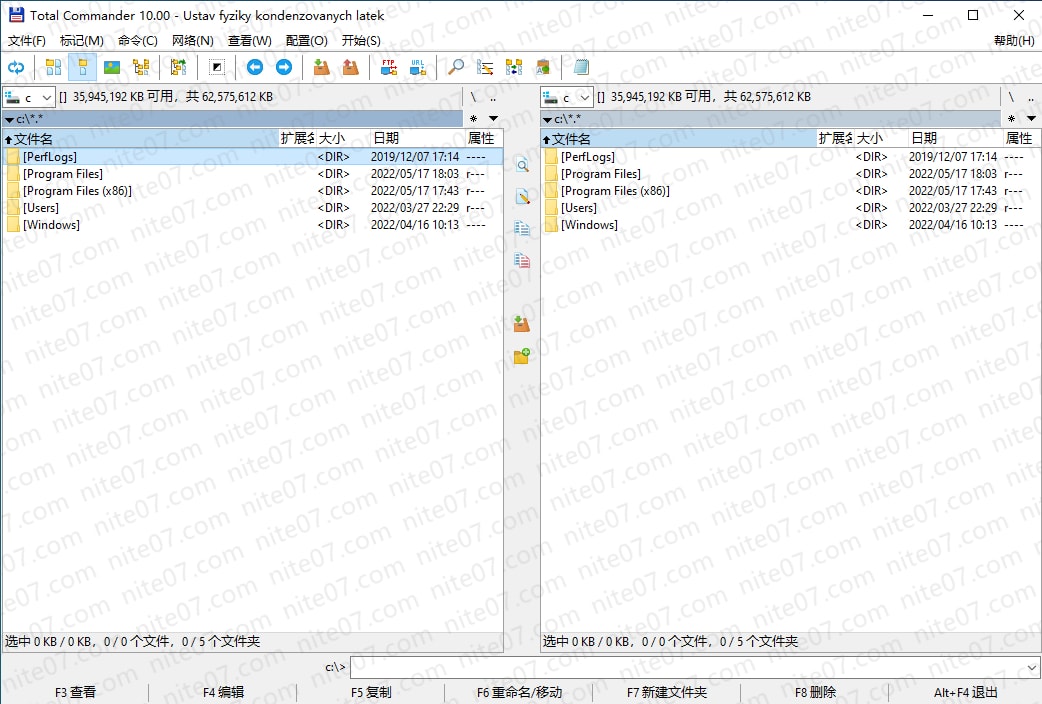 Total Commander 10.00 - Ustav fyziky kondenzovanych latek
文件(F) 标记(M) 命令(C) 网络(N) 查看(W) 配置(O) 开始(S) 帮助(H)
FTP URL
c [] 35,945,192 KB 可用，共 62,575,612 KB \ .. c [] 35,945,192 KB 可用，共 62,575,612 KB \ ..
c:\*.* * c:\*.* *
文件名 扩展名 大小 日期 属性 文件名 扩展名 大小 日期 属性
[PerfLogs] <DIR> 2019/12/07 17:14 ---- [PerfLogs] <DIR> 2019/12/07 17:14 ----
[Program Files] <DIR> 2022/05/17 18:03 r--- [Program Files] <DIR> 2022/05/17 18:03 r---
[Program Files (x86)] <DIR> 2022/05/17 17:43 r--- [Program Files (x86)] <DIR> 2022/05/17 17:43 r---
[Users] <DIR> 2022/03/27 22:29 r--- [Users] <DIR> 2022/03/27 22:29 r---
[Windows] <DIR> 2022/04/16 10:13 ---- [Windows] <DIR> 2022/04/16 10:13 ----
选中 0 KB / 0 KB，0 / 0 个文件，0 / 5 个文件夹 选中 0 KB / 0 KB，0 / 0 个文件，0 / 5 个文件夹
c:\>
F3 查看 F4 编辑 F5 复制 F6 重命名/移动 F7 新建文件夹 F8 删除 Alt+F4 退出
nite07.com